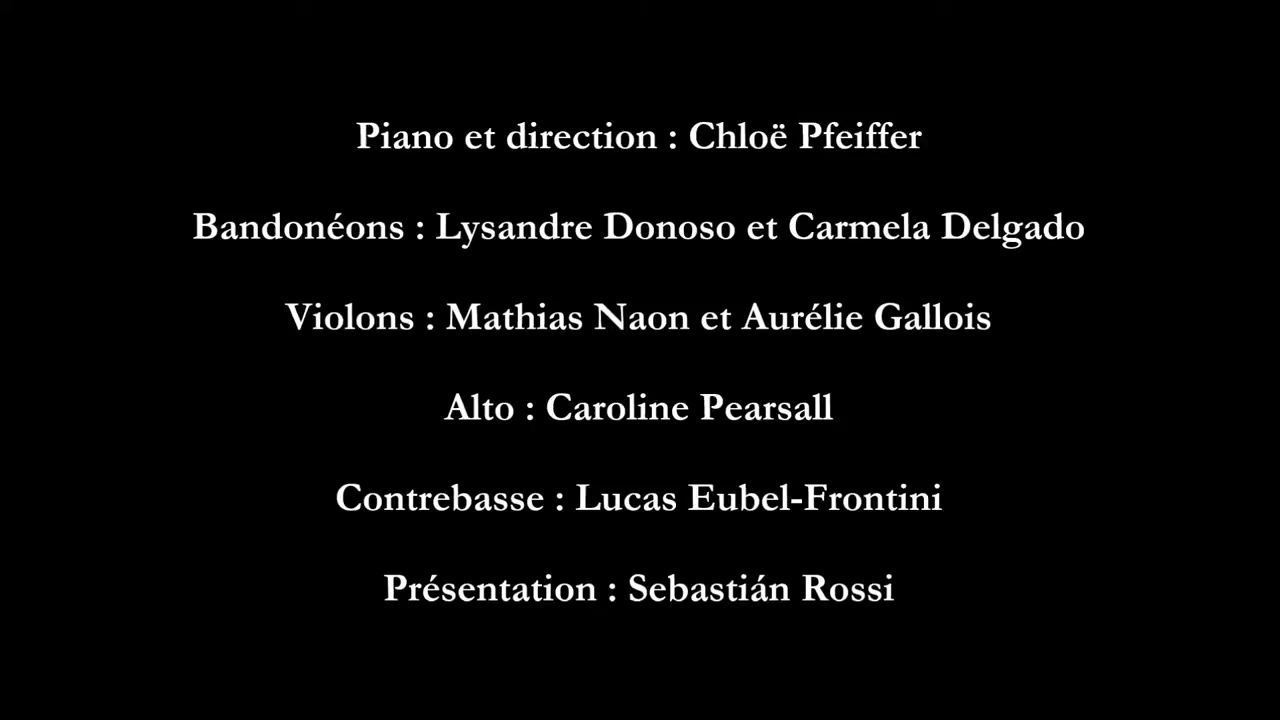 Piano et direction : Chloë Pfeiffer
Bandonéons : Lysandre Donoso et Carmela Delgado
Violons : Mathias Naon et Aurélie Gallois
Alto : Caroline Pearsall
Contrebasse : Lucas Eubel-Frontini
Présentation : Sebastián Rossi